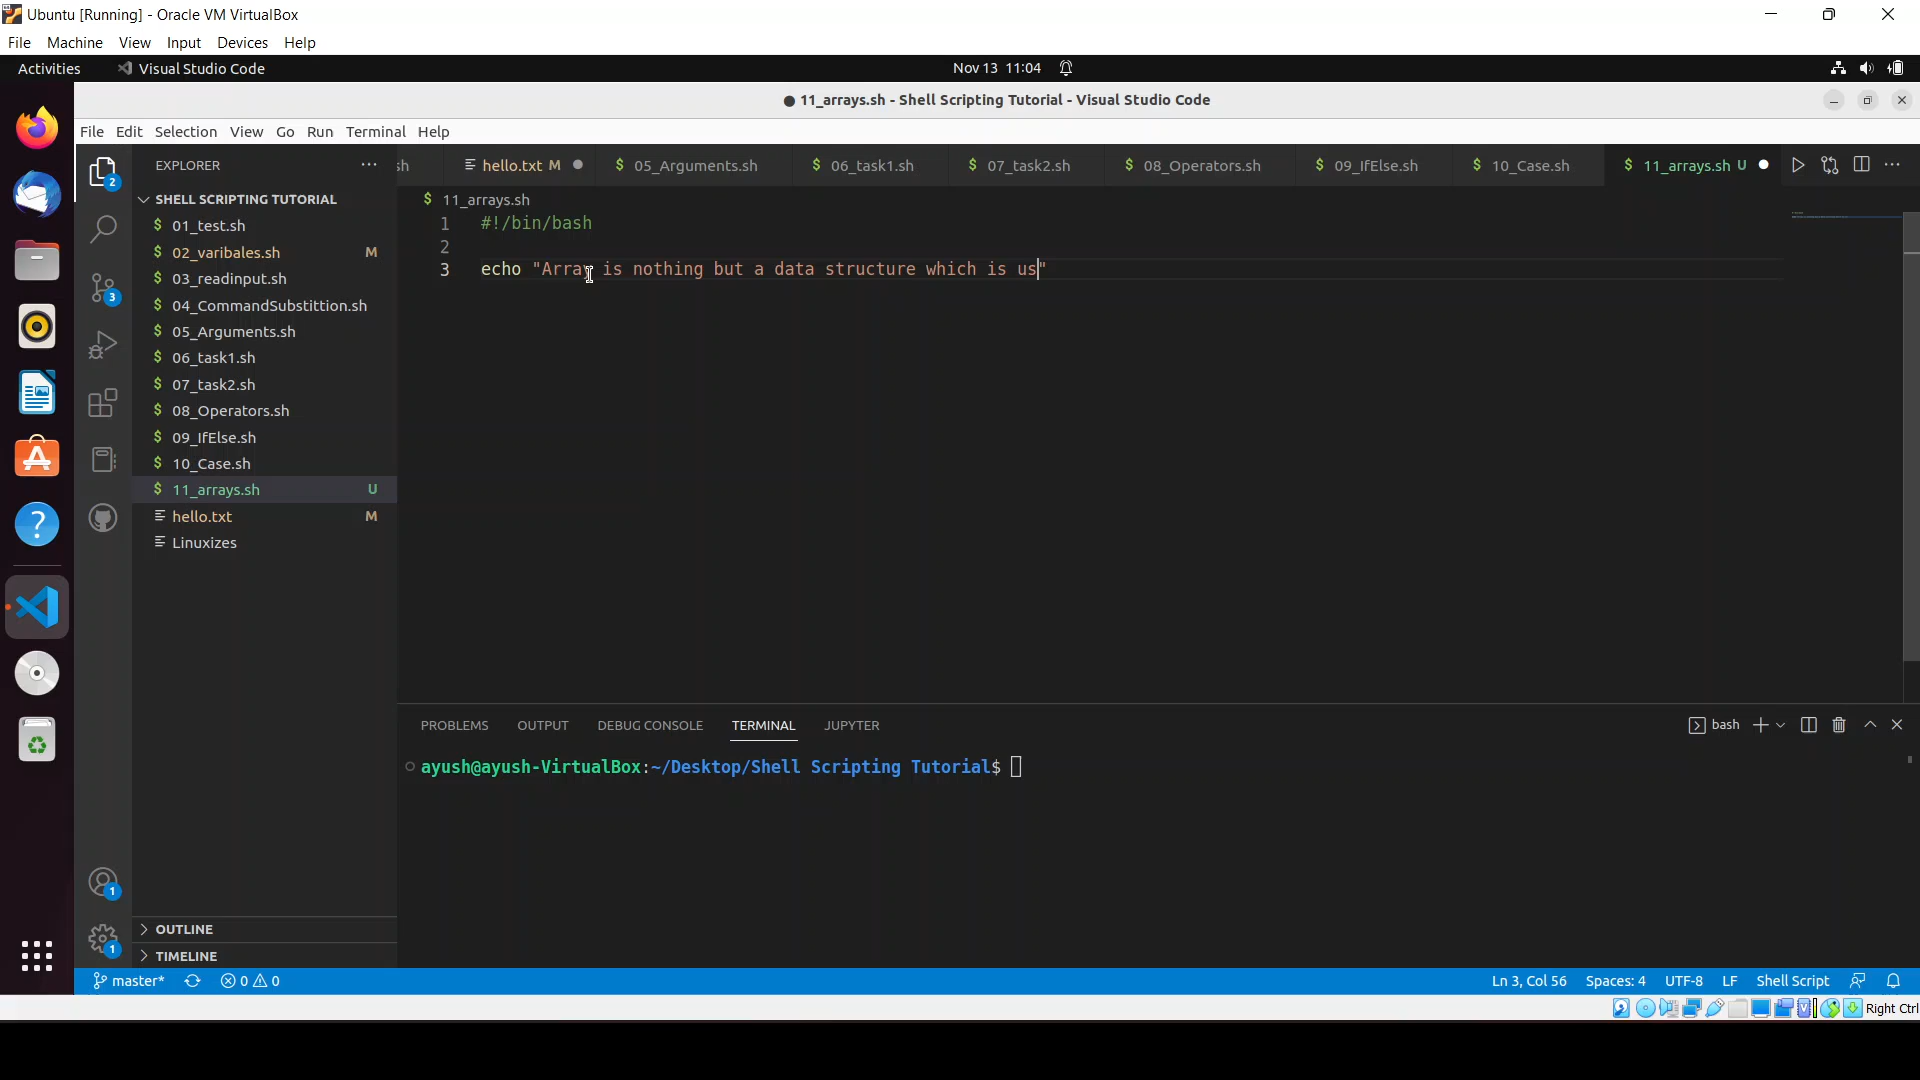 Ubuntu [Running] - Oracle VM VirtualBox
File Machine View Input Devices Help
Activities Visual Studio Code Nov 13 11:04
● 11_arrays.sh - Shell Scripting Tutorial - Visual Studio Code
File Edit Selection View Go Run Terminal Help
EXPLORER
sh hello.txt M 05_Arguments.sh 06_task1.sh 07_task2.sh 08_Operators.sh 09_IfElse.sh 10_Case.sh 11_arrays.sh U
SHELL SCRIPTING TUTORIAL
01_test.sh
02_varibales.sh M
03_readinput.sh
04_CommandSubstittion.sh
05_Arguments.sh
06_task1.sh
07_task2.sh
08_Operators.sh
09_IfElse.sh
10_Case.sh
11_arrays.sh U
hello.txt M
Linuxizes
OUTLINE
TIMELINE
2
3
1
1
11_arrays.sh
1 #!/bin/bash
2
3 echo "Array is nothing but a data structure which is us"
PROBLEMS OUTPUT DEBUG CONSOLE TERMINAL JUPYTER bash
ayush@ayush-VirtualBox:~/Desktop/Shell Scripting Tutorial$
master* 0 0 Ln 3, Col 56 Spaces: 4 UTF-8 LF Shell Script
Right Ctrl